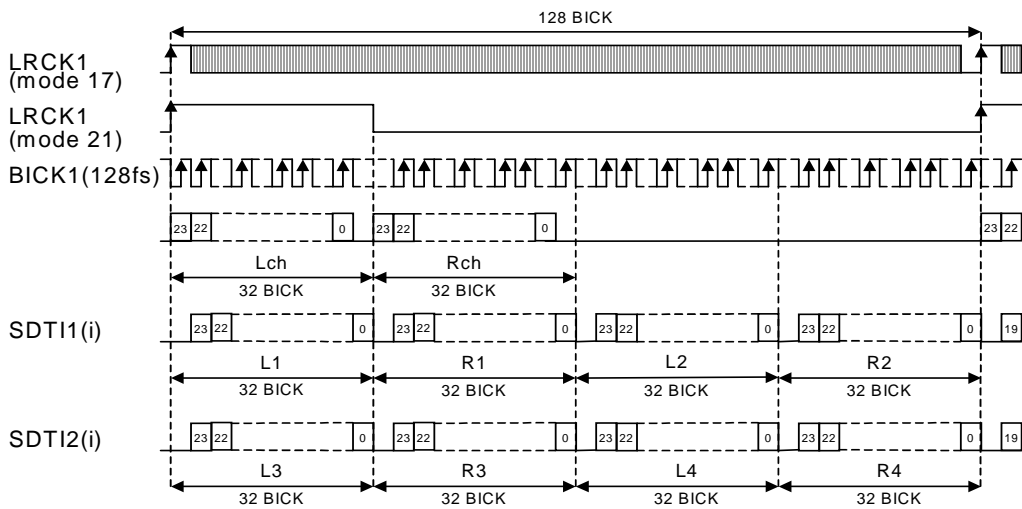 128 BICK
LRCK1
(mode 17)
LRCK1
(mode 21)
BICK1(128fs)
23 22 0 23 22 0 23 22
Lch Rch
32 BICK 32 BICK
SDTI1(i) 23 22 0 23 22 0 23 22 0 23 22 0 19
L1 R1 L2 R2
32 BICK 32 BICK 32 BICK 32 BICK
SDTI2(i) 23 22 0 23 22 0 23 22 0 23 22 0 19
L3 R3 L4 R4
32 BICK 32 BICK 32 BICK 32 BICK